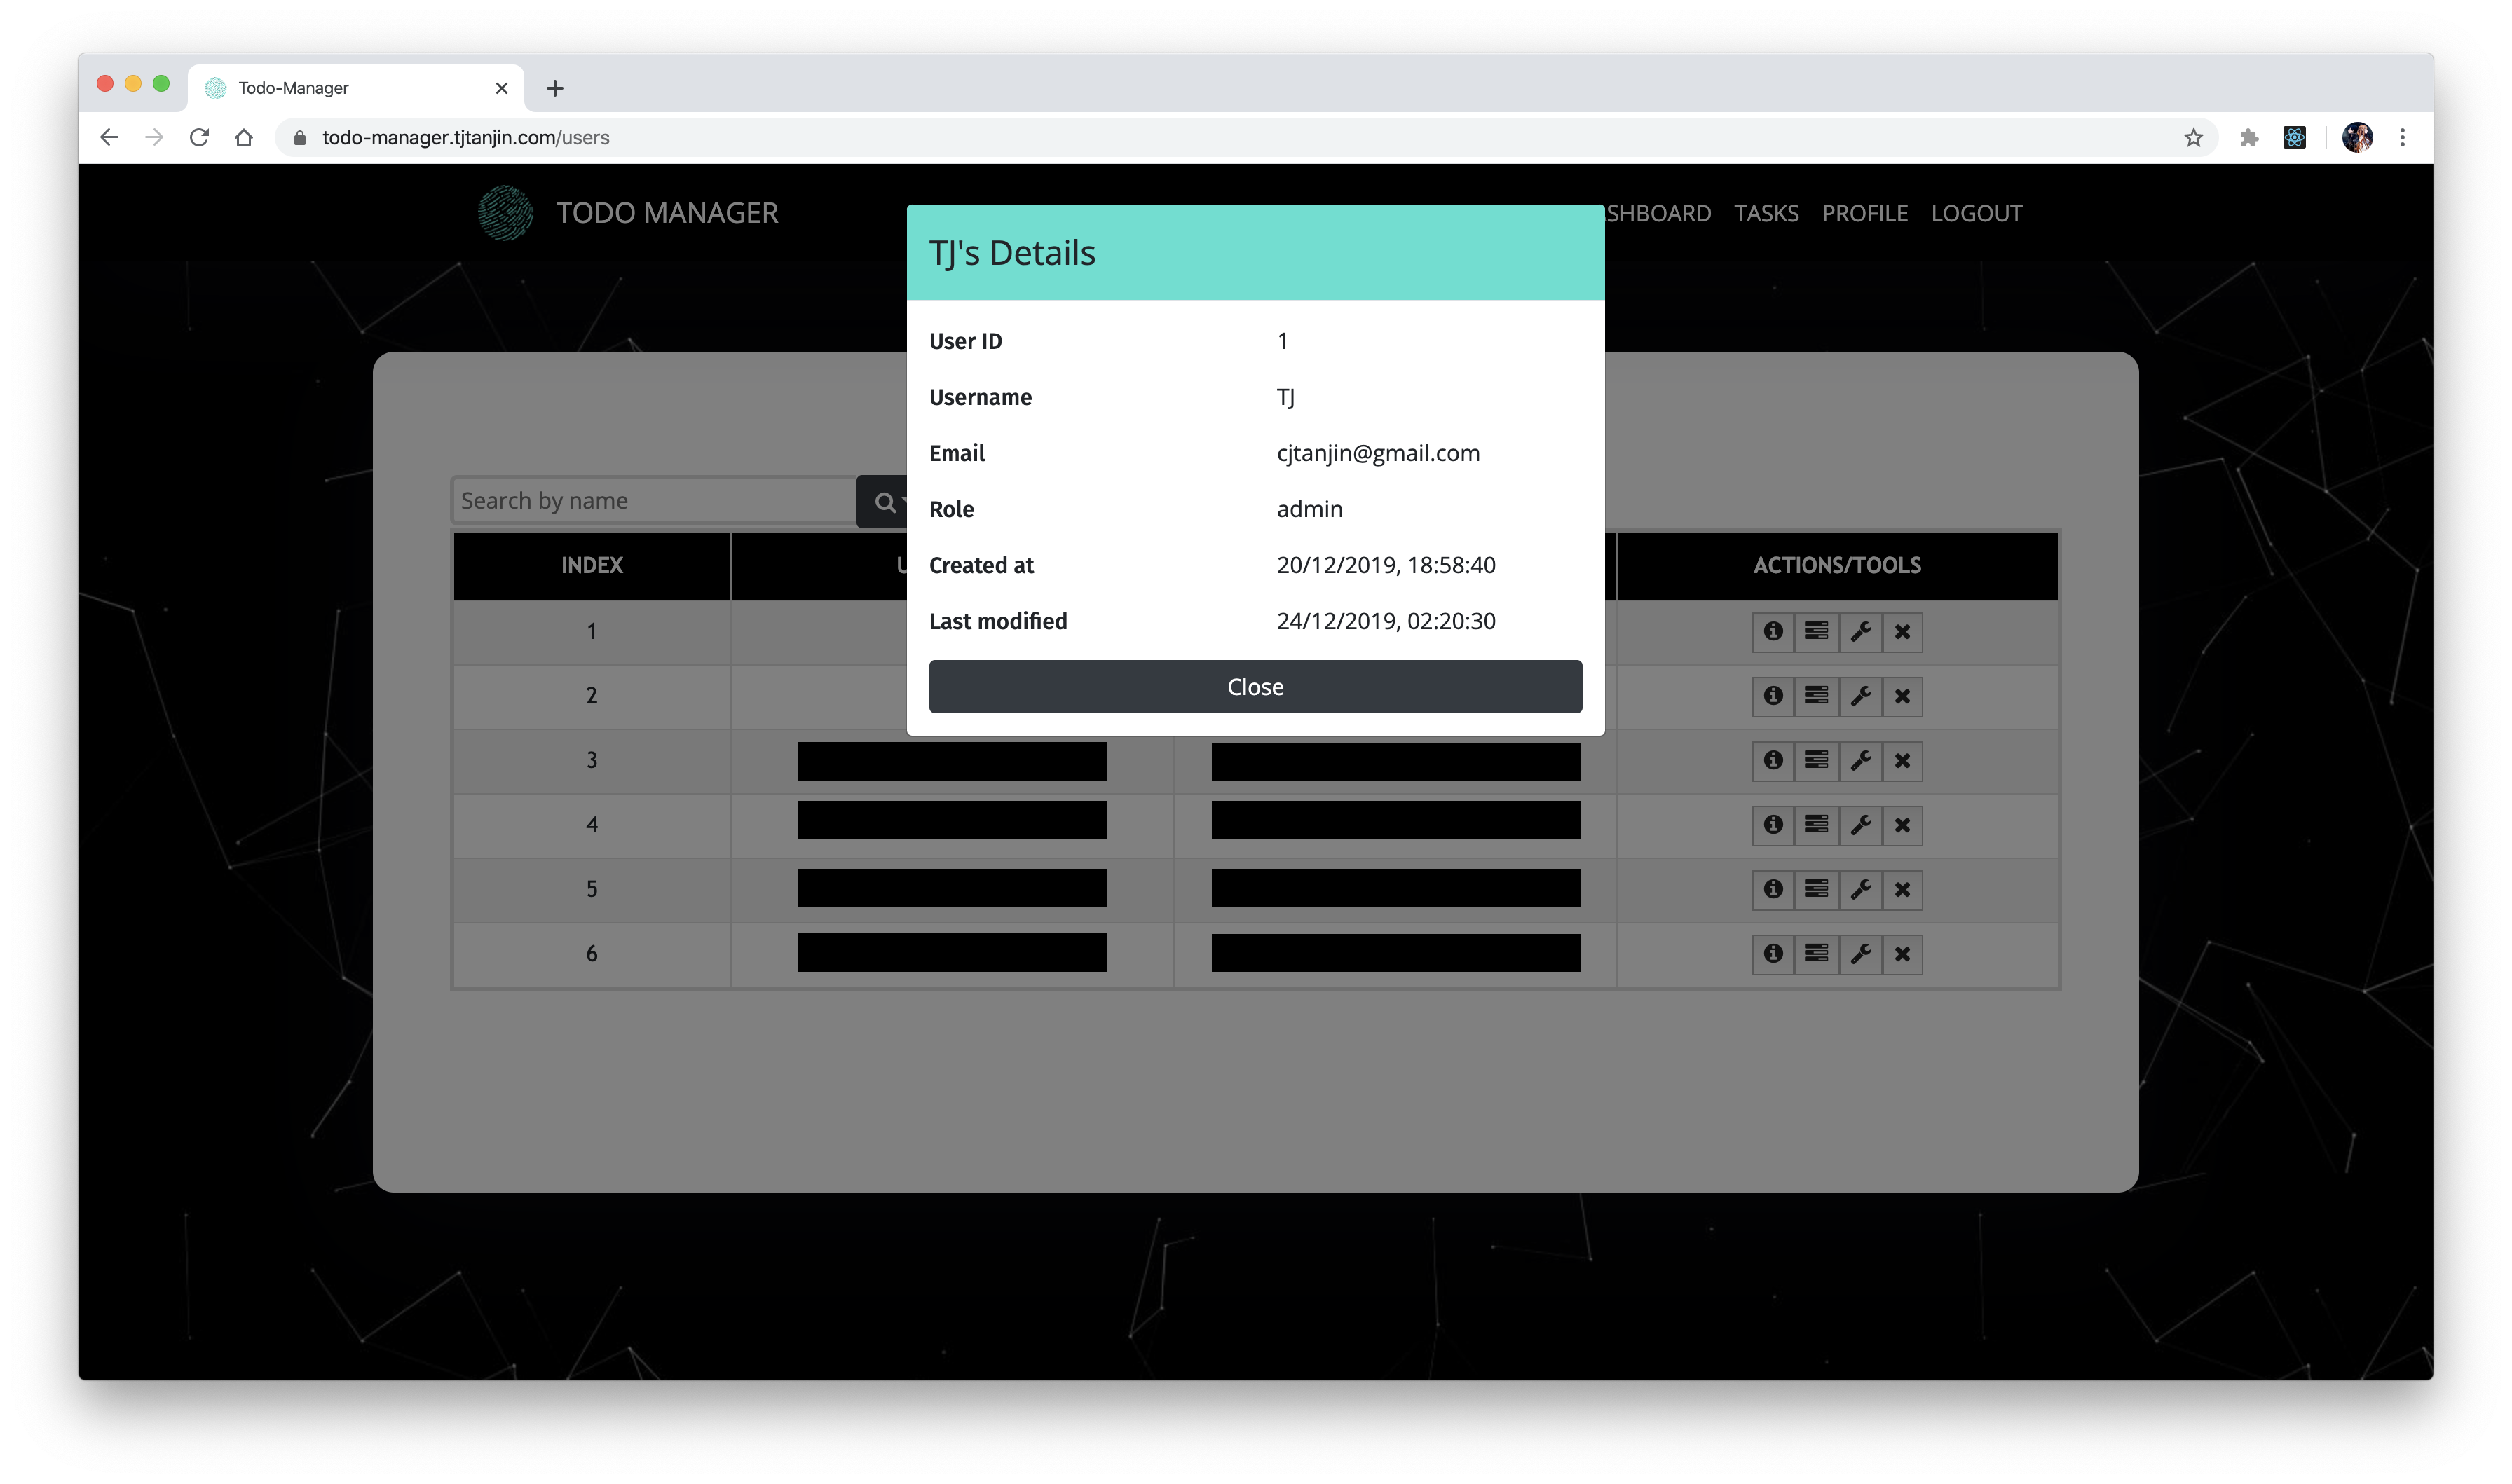 Todo-Manager
todo-manager.tjtanjin.com/users
TODO MANAGER
SHBOARD TASKS PROFILE LOGOUT
TJ's Details
User ID 1
Username TJ
Email cjtanjin@gmail.com
Role admin
Created at 20/12/2019, 18:58:40
Last modified 24/12/2019, 02:20:30
Close
Search by name
INDEX U ACTIONS/TOOLS
1
2
3
4
5
6